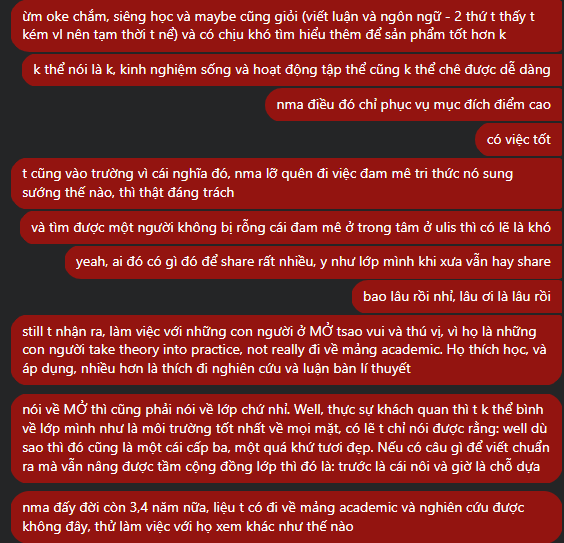 ừm oke chắm, siêng học và maybe cũng giỏi (viết luận và ngôn ngữ - 2 thứ t thấy t
kém vl nên tạm thời t nể) và có chịu khó tìm hiểu thêm để sản phẩm tốt hơn k
k thể nói là k, kinh nghiệm sống và hoạt động tập thể cũng k thể chê được dễ dàng
nma điều đó chỉ phục vụ mục đích điểm cao
có việc tốt
t cũng vào trường vì cái nghĩa đó, nma lỡ quên đi việc đam mê tri thức nó sung
sướng thế nào, thì thật đáng trách
và tìm được một người không bị rỗng cái đam mê ở trong tâm ở ulis thì có lẽ là khó
yeah, ai đó có gì đó để share rất nhiều, y như lớp mình khi xưa vẫn hay share
bao lâu rồi nhỉ, lâu ơi là lâu rồi
still t nhận ra, làm việc với những con người ở MỞ tsao vui và thú vị, vì họ là những
con người take theory into practice, not really đi về mảng academic. Họ thích học, và
áp dụng, nhiều hơn là thích đi nghiên cứu và luận bàn lí thuyết
nói về MỞ thì cũng phải nói về lớp chứ nhỉ. Well, thực sự khách quan thì t k thể bình
về lớp mình như là môi trường tốt nhất về mọi mặt, có lẽ t chỉ nói được rằng: well dù
sao thì đó cũng là một cái cấp ba, một quá khứ tươi đẹp. Nếu có câu gì để viết chuẩn
ra mà vẫn nâng được tầm cộng đồng lớp thì đó là: trước là cái nôi và giờ là chỗ dựa
nma đấy đời còn 3,4 năm nữa, liệu t có đi về mảng academic và nghiên cứu được
không đây, thử làm việc với họ xem khác như thế nào